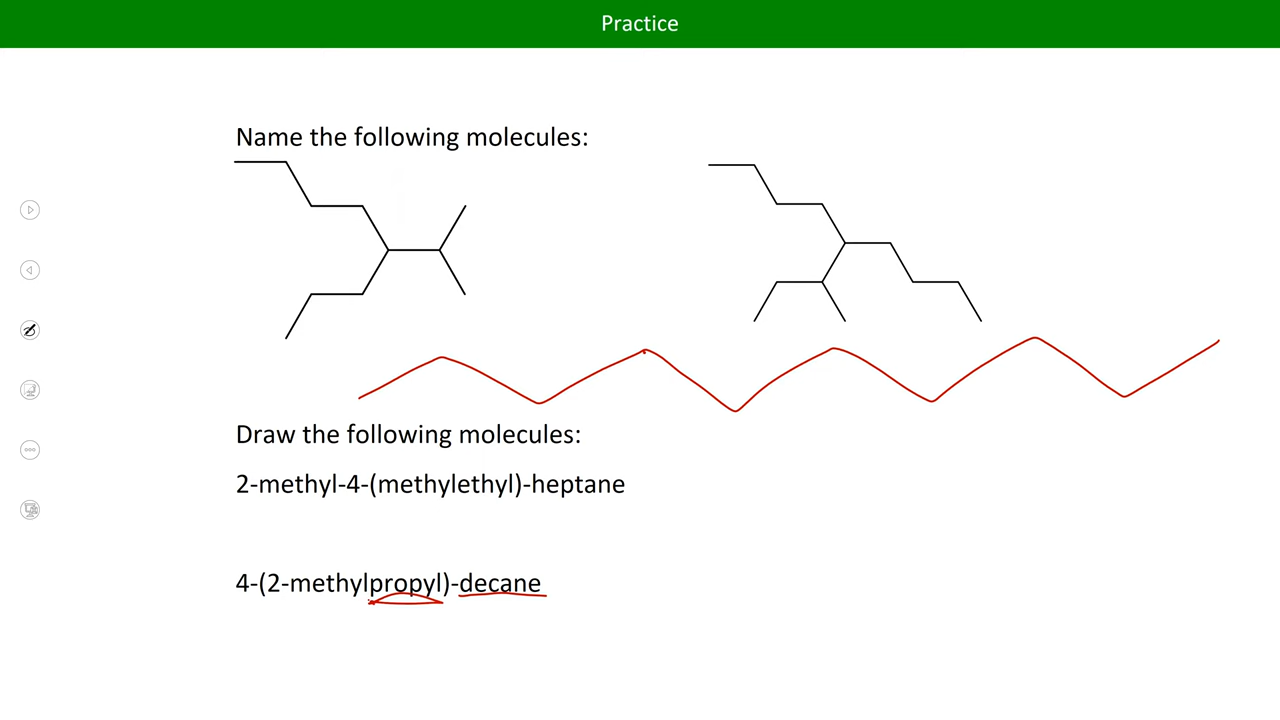 Practice
Name the following molecules:
Draw the following molecules:
2-methyl-4-(methylethyl)-heptane
4-(2-methylpropyl)-decane